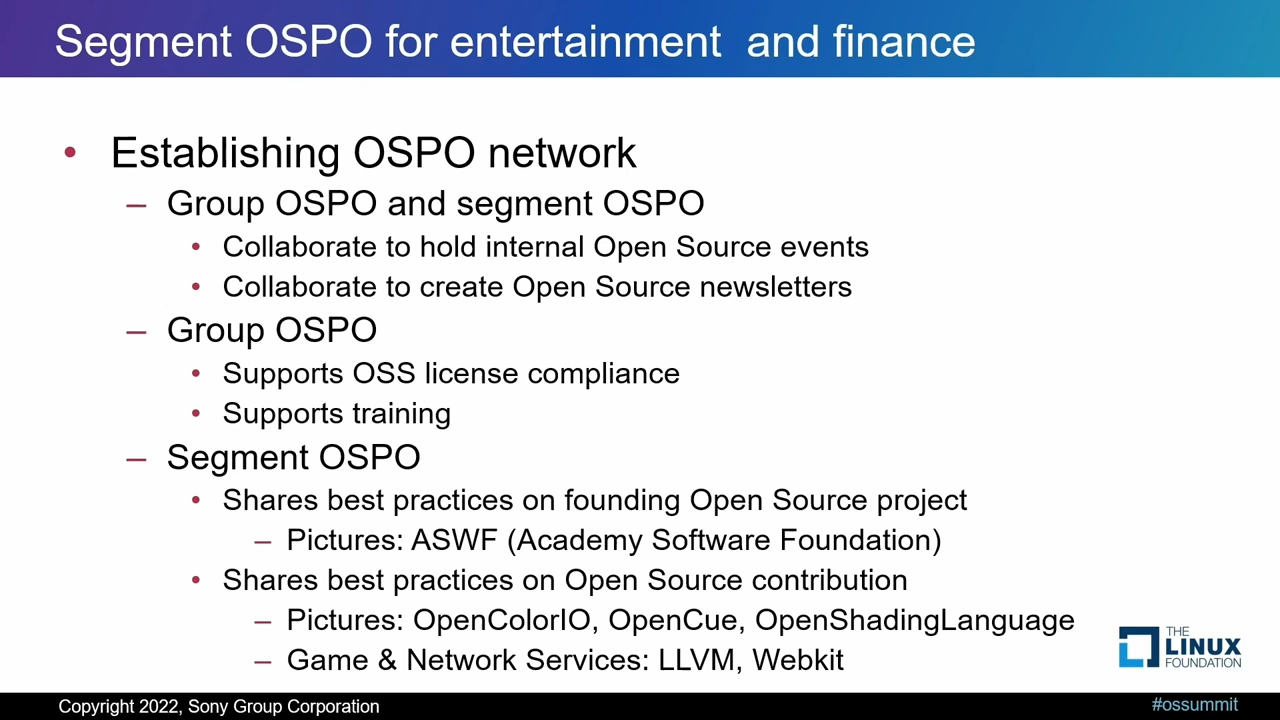 Segment OSPO for entertainment  and finance
• Establishing OSPO network
– Group OSPO and segment OSPO
• Collaborate to hold internal Open Source events
• Collaborate to create Open Source newsletters
– Group OSPO
• Supports OSS license compliance
• Supports training
– Segment OSPO
• Shares best practices on founding Open Source project
– Pictures: ASWF (Academy Software Foundation)
• Shares best practices on Open Source contribution
– Pictures: OpenColorIO, OpenCue, OpenShadingLanguage
– Game & Network Services: LLVM, Webkit
THE
LINUX
FOUNDATION
Copyright 2022, Sony Group Corporation
#ossummit